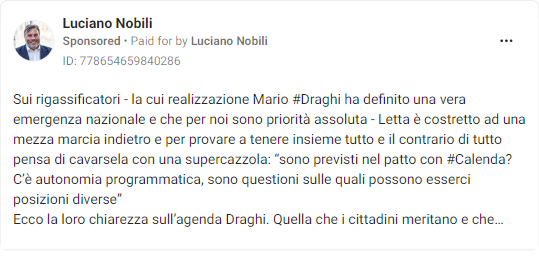 Luciano Nobili
Sponsored • Paid for by Luciano Nobili
ID: 778654659840286
Sui rigassificatori - la cui realizzazione Mario #Draghi ha definito una vera
emergenza nazionale e che per noi sono priorità assoluta - Letta è costretto ad una
mezza marcia indietro e per provare a tenere insieme tutto e il contrario di tutto
pensa di cavarsela con una supercazzola: “sono previsti nel patto con #Calenda?
C’è autonomia programmatica, sono questioni sulle quali possono esserci
posizioni diverse”
Ecco la loro chiarezza sull’agenda Draghi. Quella che i cittadini meritano e che…